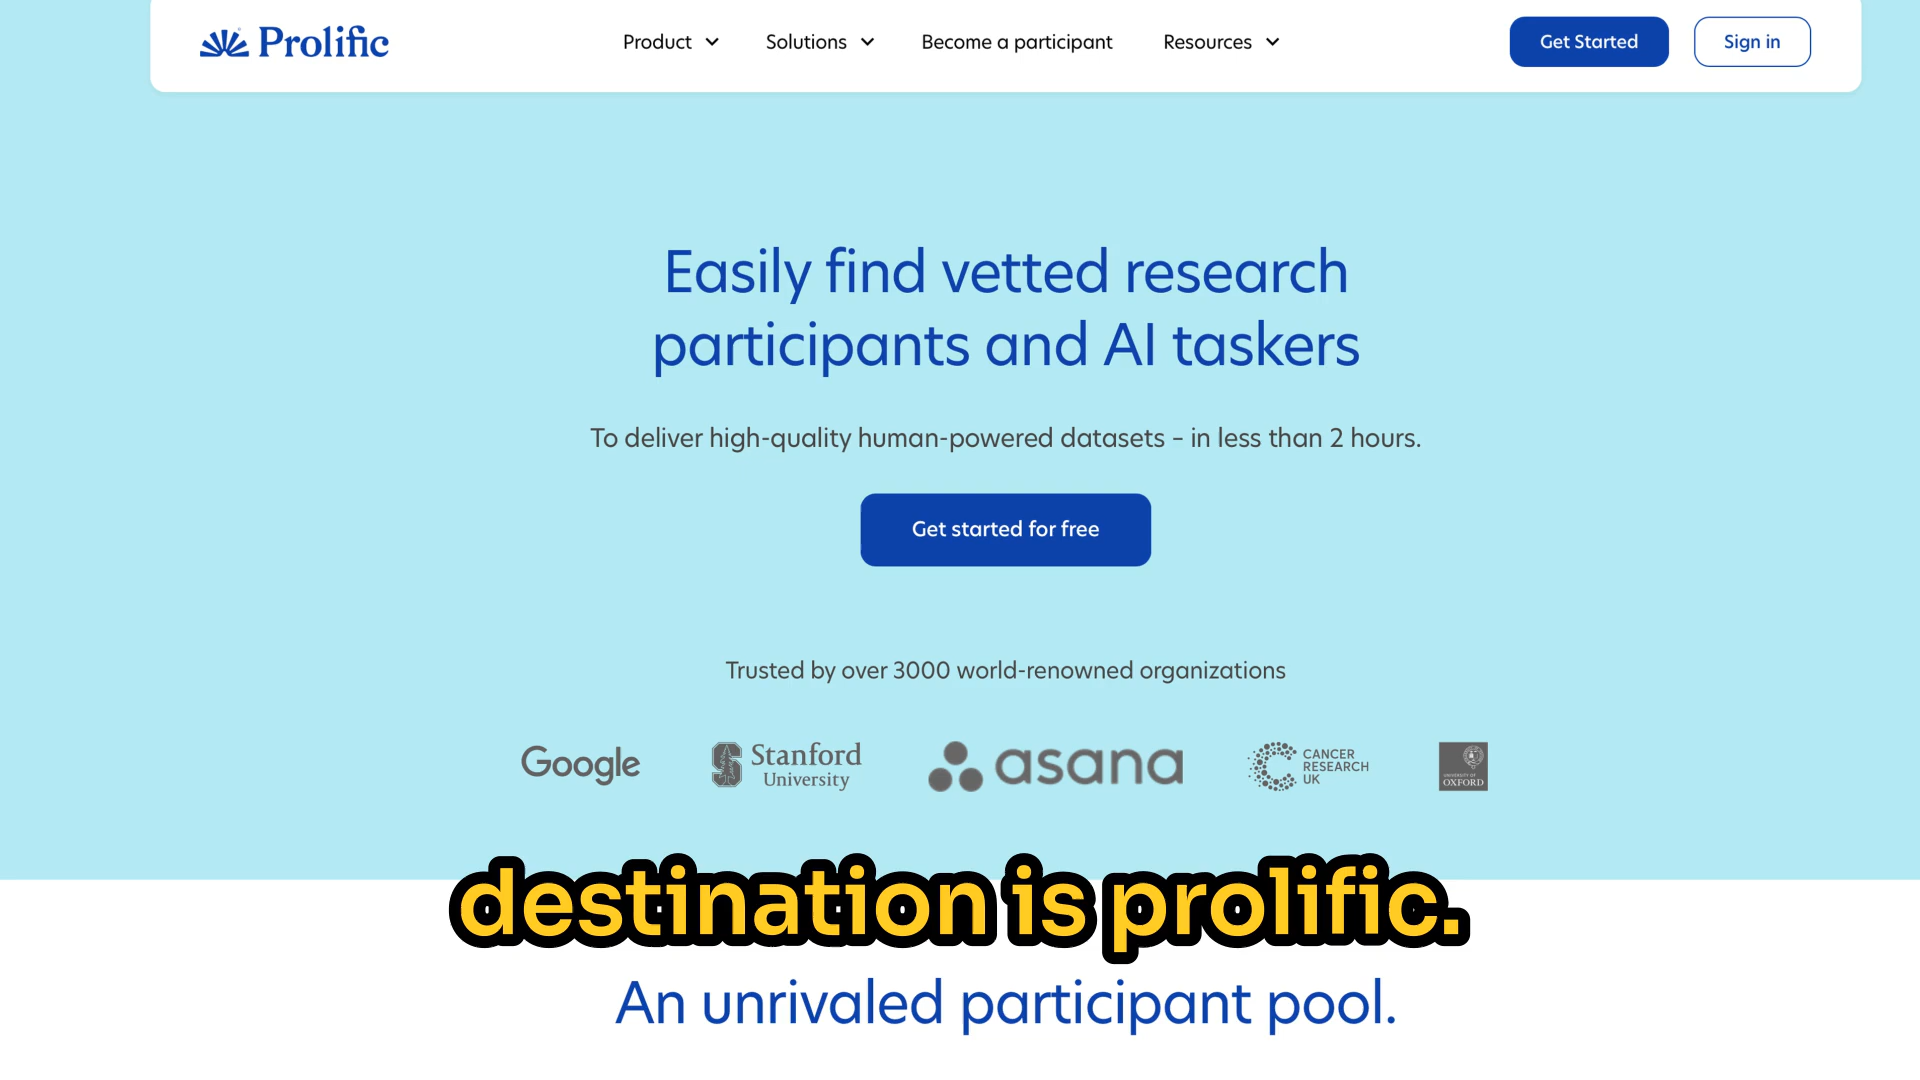 Prolific
Product
Solutions
Become a participant
Resources
Get Started
Sign in
Easily find vetted research
participants and AI taskers
To deliver high-quality human-powered datasets – in less than 2 hours.
Get started for free
Trusted by over 3000 world-renowned organizations
Google
Stanford
University
asana
CANCER
RESEARCH
UK
UNIVERSITY OF
OXFORD
destination is prolific.
An unrivaled participant pool.